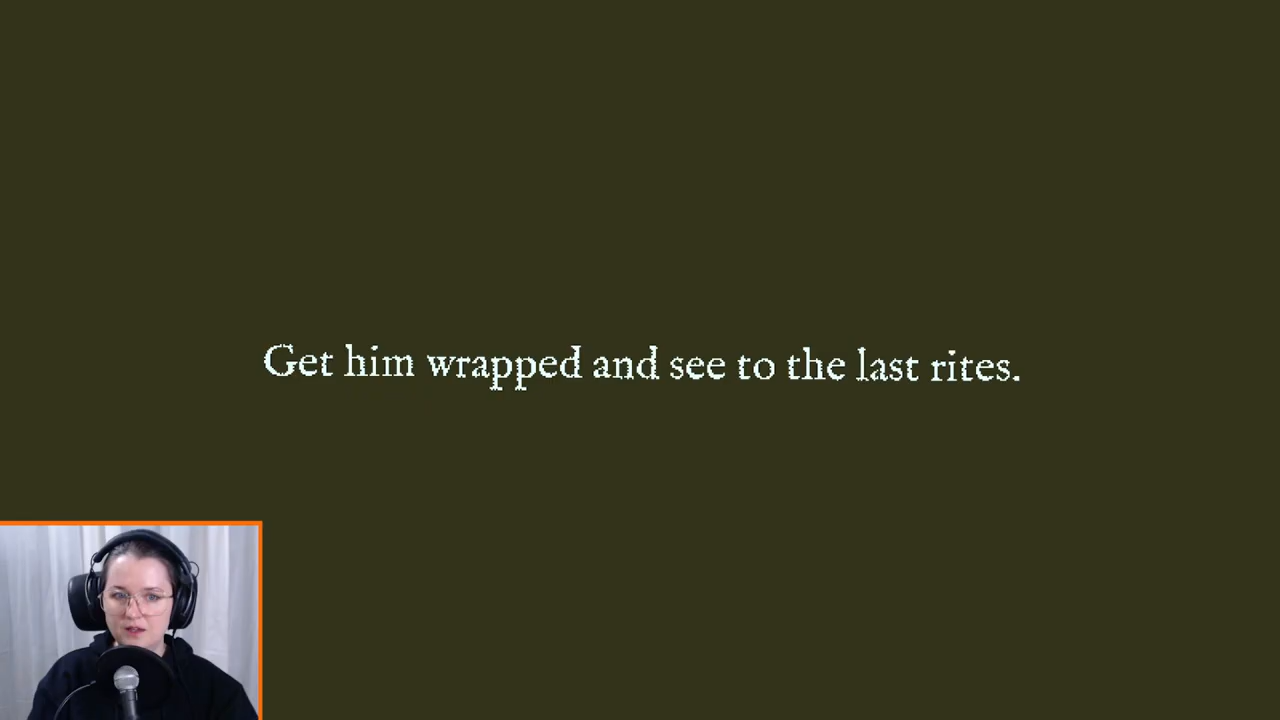 Get him wrapped and see to the last rites.